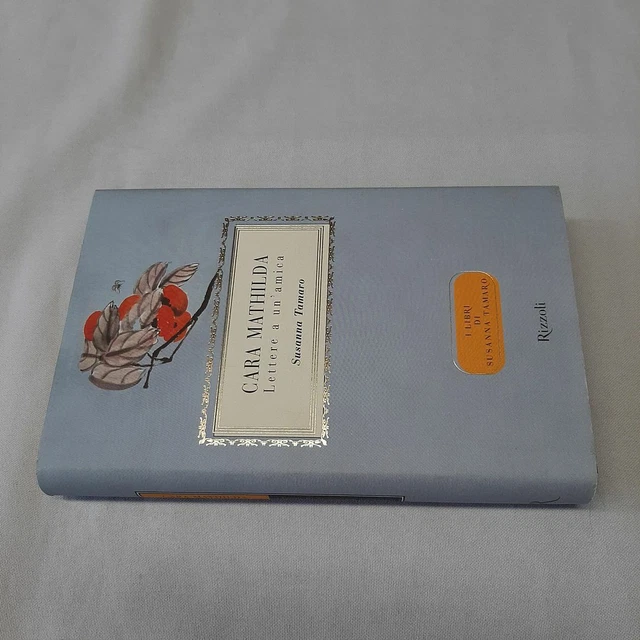 CARA MATHILDA
Lettere a un'amica
Susanna Tamaro
I LIBRI
DI
SUSANNA TAMARO
Rizzoli